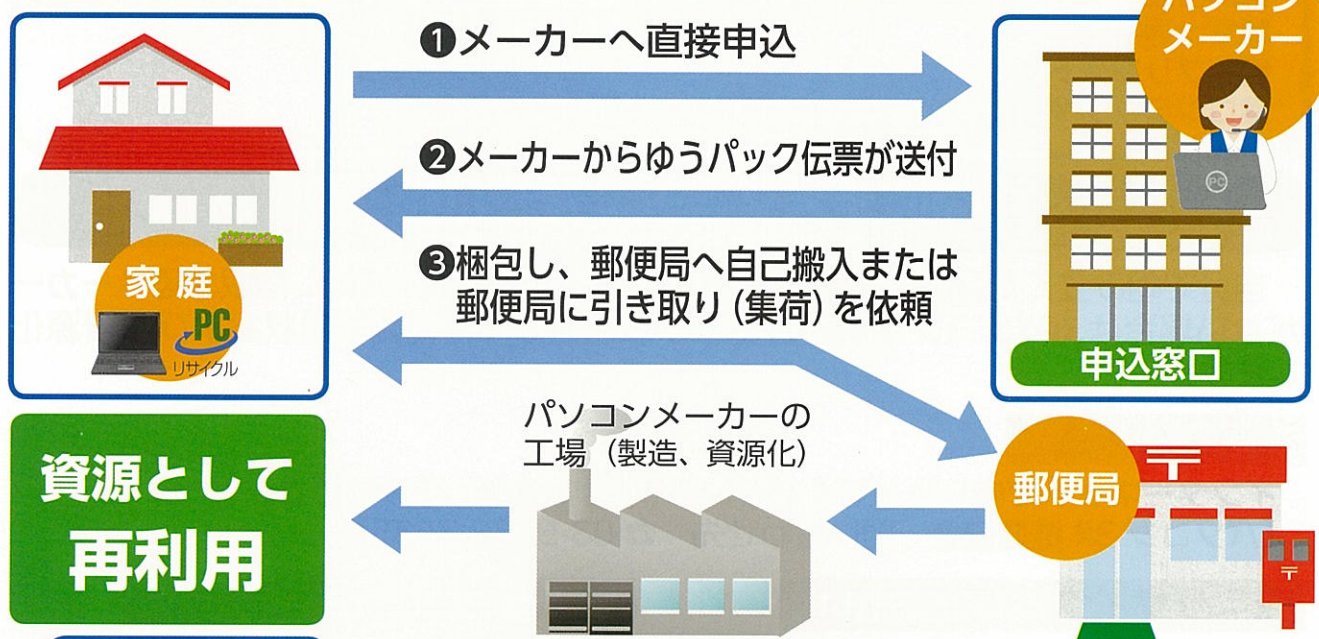 ❶メーカーへ直接申込
パソコン
メーカー
PC
❷メーカーからゆうパック伝票が送付
❸梱包し、郵便局へ自己搬入または
郵便局に引き取り（集荷）を依頼
家庭
PC
リサイクル
申込窓口
パソコンメーカーの
工場（製造、資源化）
郵便局
資源として
再利用